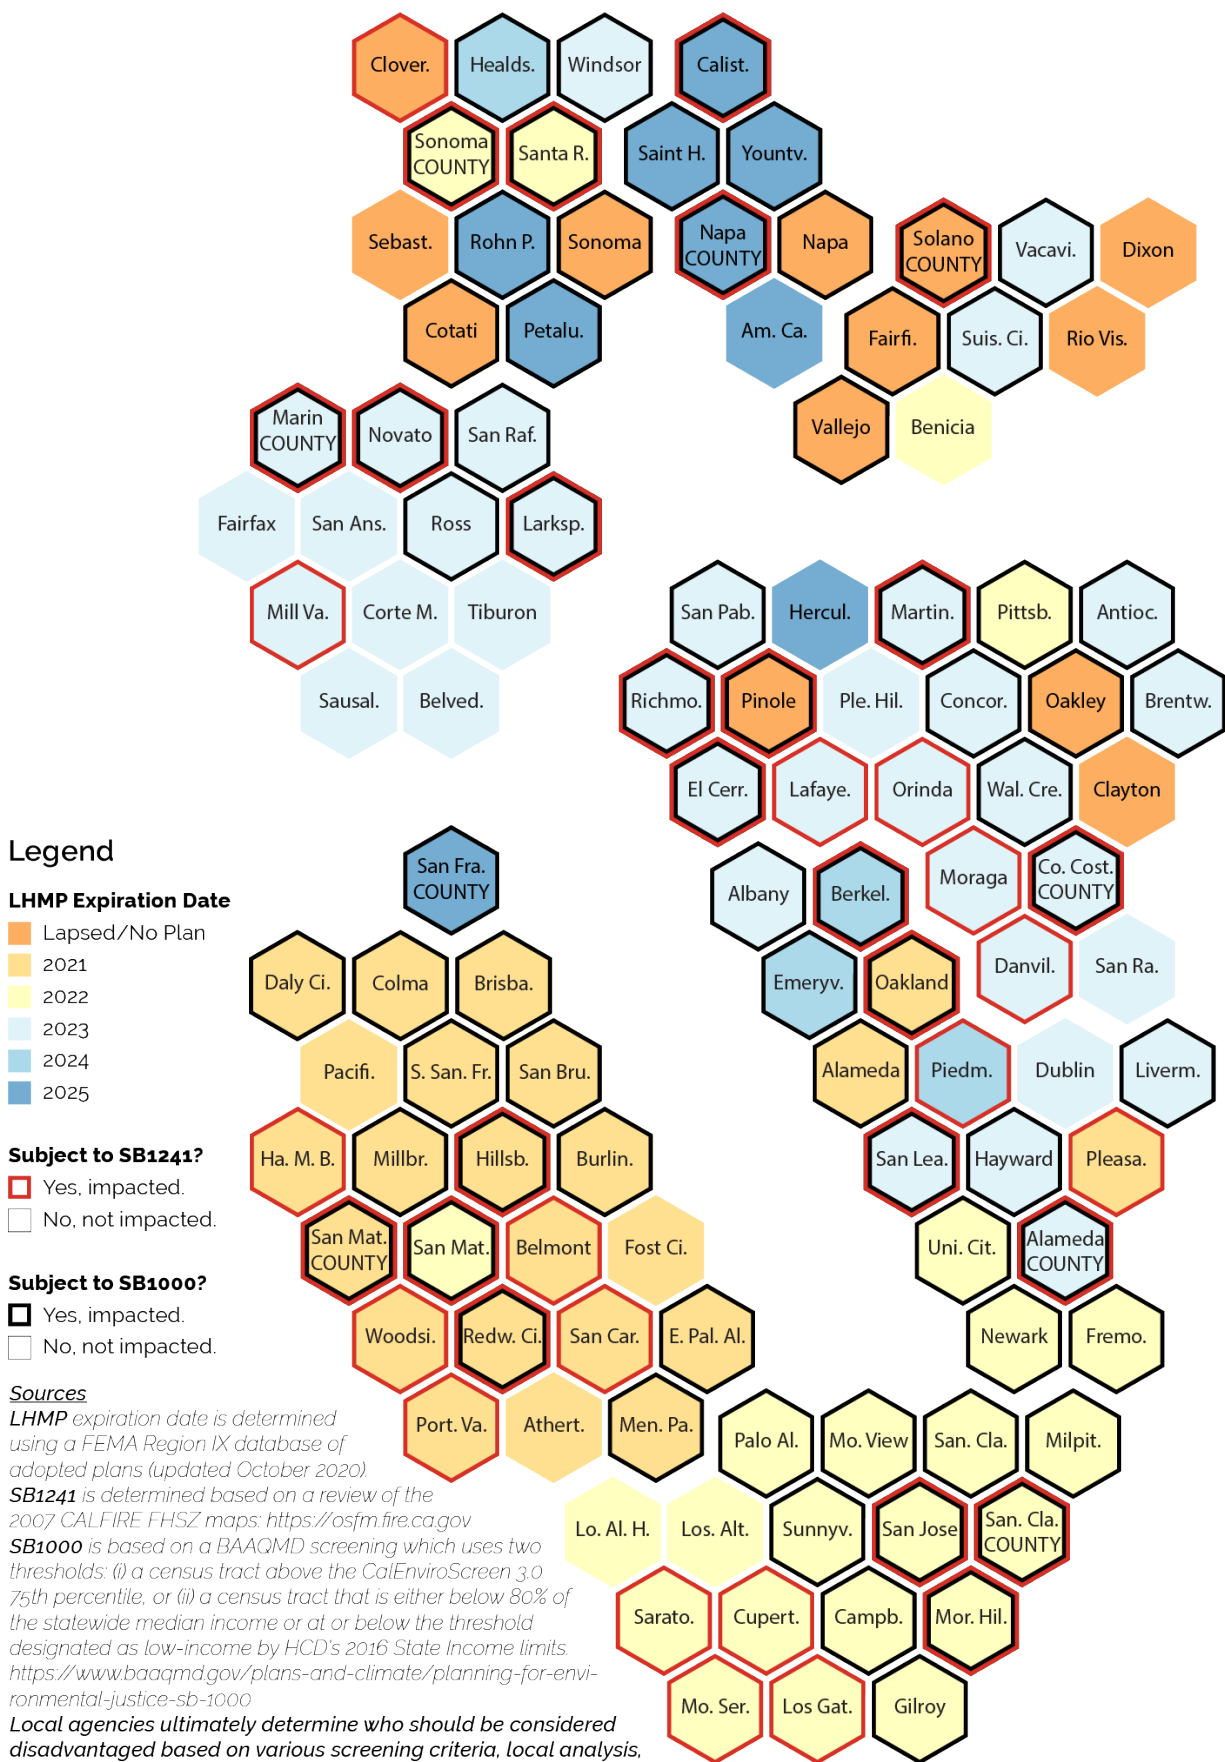 Clover.
Healds.
Windsor
Calist.
Sonoma
COUNTY
Santa R.
Saint H.
Yountv.
Sebast.
Rohn P.
Sonoma
Napa
COUNTY
Napa
Solano
COUNTY
Vacavi.
Dixon
Cotati
Petalu.
Am. Ca.
Fairfi.
Suis. Ci.
Rio Vis.
Vallejo
Benicia
Marin
COUNTY
Novato
San Raf.
Fairfax
San Ans.
Ross
Larksp.
Mill Va.
Corte M.
Tiburon
Sausal.
Belved.
San Pab.
Hercul.
Martin.
Pittsb.
Antioc.
Richmo.
Pinole
Ple. Hil.
Concor.
Oakley
Brentw.
El Cerr.
Lafaye.
Orinda
Wal. Cre.
Clayton
San Fra.
COUNTY
Albany
Berkel.
Moraga
Co. Cost.
COUNTY
Daly Ci.
Colma
Brisba.
Emeryv.
Oakland
Danvil.
San Ra.
Pacifi.
S. San. Fr.
San Bru.
Alameda
Piedm.
Dublin
Liverm.
Ha. M. B.
Millbr.
Hillsb.
Burlin.
San Lea.
Hayward
Pleasa.
San Mat.
COUNTY
San Mat.
Belmont
Fost Ci.
Uni. Cit.
Alameda
COUNTY
Woodsi.
Redw. Ci.
San Car.
E. Pal. Al.
Newark
Fremo.
Port. Va.
Athert.
Men. Pa.
Palo Al.
Mo. View
San. Cla.
Milpit.
Lo. Al. H.
Los. Alt.
Sunnyv.
San Jose
San. Cla.
COUNTY
Sarato.
Cupert.
Campb.
Mor. Hil.
Mo. Ser.
Los Gat.
Gilroy
Legend
LHMP Expiration Date
Lapsed/No Plan
2021
2022
2023
2024
2025
Subject to SB1241?
Yes, impacted.
No, not impacted.
Subject to SB1000?
Yes, impacted.
No, not impacted.
Sources
LHMP expiration date is determined
using a FEMA Region IX database of
adopted plans (updated October 2020).
SB1241 is determined based on a review of the
2007 CALFIRE FHSZ maps: https://osfm.fire.ca.gov
SB1000 is based on a BAAQMD screening which uses two
thresholds: (i) a census tract above the CalEnviroScreen 3.0
75th percentile, or (ii) a census tract that is either below 80% of
the statewide median income or at or below the threshold
designated as low-income by HCD's 2016 State Income limits.
https://www.baaqmd.gov/plans-and-climate/planning-for-envi-
ronmental-justice-sb-1000
Local agencies ultimately determine who should be considered
disadvantaged based on various screening criteria, local analysis,